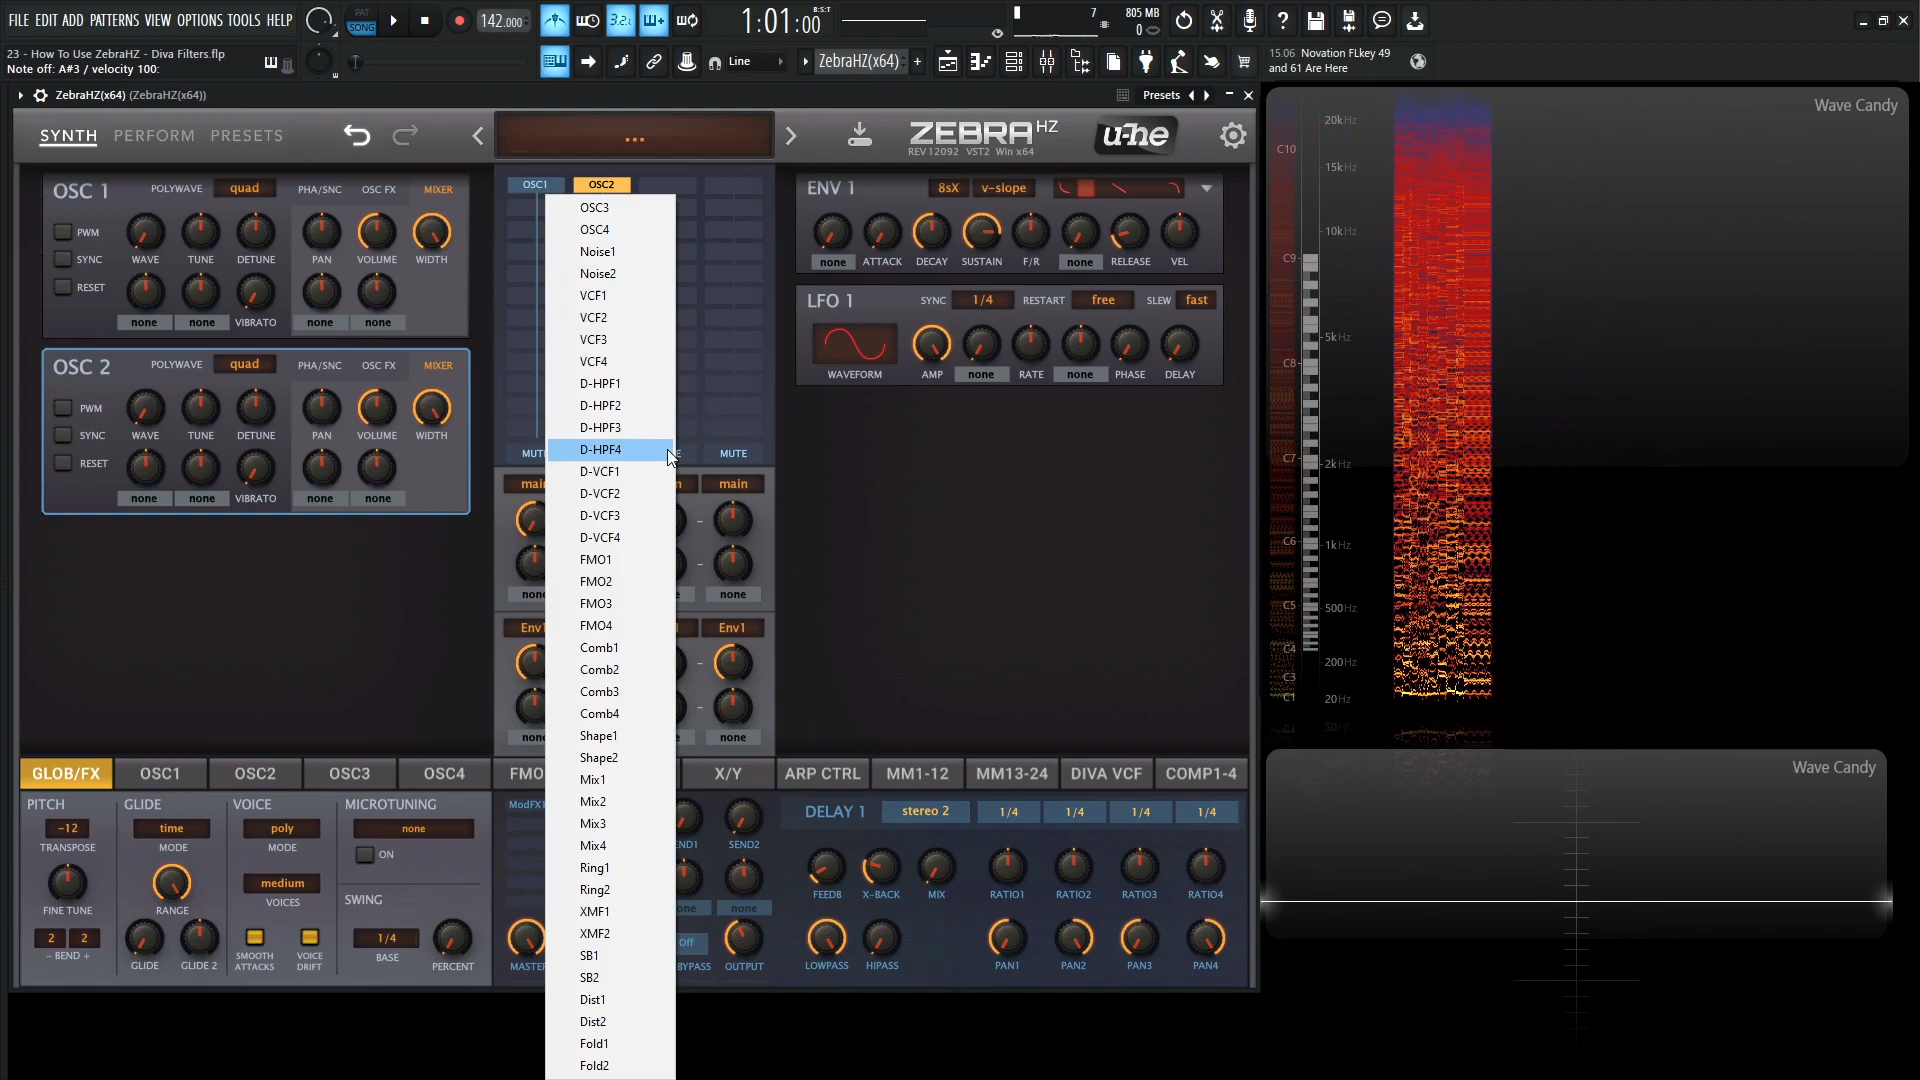 FILE EDIT ADD PATTERNS VIEW OPTIONS TOOLS HELP
PAT
SONG
142.000
3.2:
1:01:00
B:S:T
7
805 MB
0
23 - How To Use ZebraHZ - Diva Filters.flp
Note off: A#3 / velocity 100:
Line
ZebraHZ(x64)
15.06 Novation FLkey 49
and 61 Are Here
ZebraHZ(x64) (ZebraHZ(x64))
Presets
SYNTH PERFORM PRESETS
...
ZEBRA HZ
REV 12092 VST2 Win x64
u-he
OSC 1
POLYWAVE quad PHA/SNC OSC FX MIXER
PWM
SYNC
RESET
WAVE TUNE DETUNE PAN VOLUME WIDTH
none none VIBRATO none none
OSC 2
POLYWAVE quad PHA/SNC OSC FX MIXER
PWM
SYNC
RESET
WAVE TUNE DETUNE PAN VOLUME WIDTH
none none VIBRATO none none
OSC1 OSC2
OSC3
OSC4
Noise1
Noise2
VCF1
VCF2
VCF3
VCF4
D-HPF1
D-HPF2
D-HPF3
D-HPF4
D-VCF1
D-VCF2
D-VCF3
D-VCF4
FMO1
FMO2
FMO3
FMO4
Comb1
Comb2
Comb3
Comb4
Shape1
Shape2
Mix1
Mix2
Mix3
Mix4
Ring1
Ring2
XMF1
XMF2
SB1
SB2
Dist1
Dist2
Fold1
Fold2
MUTE
main main
none none
Env1 Env1
none none
ENV 1
8sX v-slope
none ATTACK DECAY SUSTAIN F/R none RELEASE VEL
LFO 1
SYNC 1/4 RESTART free SLEW fast
WAVEFORM AMP none RATE none PHASE DELAY
GLOB/FX OSC1 OSC2 OSC3 OSC4 FMO X/Y ARP CTRL MM1-12 MM13-24 DIVA VCF COMP1-4
PITCH
-12
TRANSPOSE
FINE TUNE
2 2
- BEND +
GLIDE
time
MODE
RANGE
GLIDE GLIDE 2
VOICE
poly
MODE
medium
VOICES
SMOOTH ATTACKS
VOICE DRIFT
MICROTUNING
none
ON
SWING
1/4
BASE PERCENT
ModFX1
MASTER
SEND2
none
Off
BYPASS OUTPUT
DELAY 1 stereo 2 1/4 1/4 1/4 1/4
FEEDB X-BACK MIX RATIO1 RATIO2 RATIO3 RATIO4
LOWPASS HIPASS PAN1 PAN2 PAN3 PAN4
Wave Candy
20kHz
C10
15kHz
10kHz
C9
5kHz
C8
C7
2kHz
C6
1kHz
C5
500Hz
C4
200Hz
C3
C1
20Hz
Wave Candy